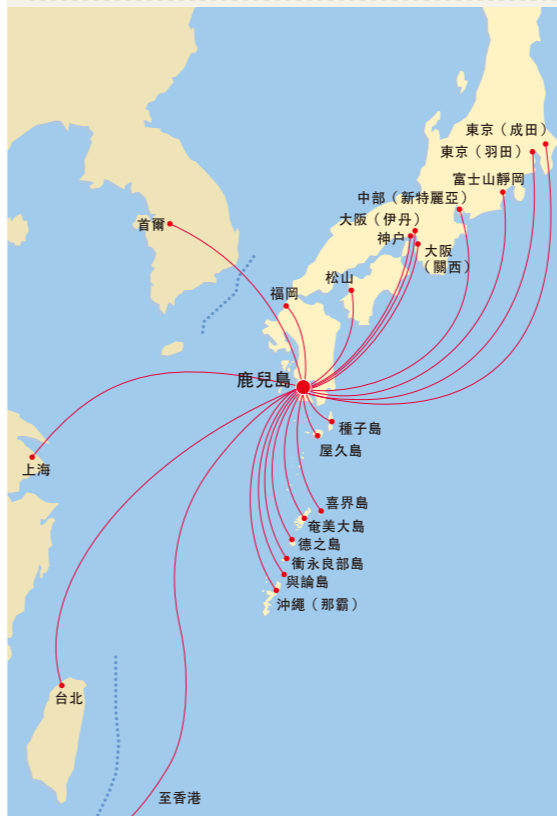 東京（成田）
東京（羽田）
富士山靜岡
中部（新特麗亞）
大阪（伊丹）
神户
大阪
（關西）
首爾
松山
福岡
鹿兒島
種子島
屋久島
上海
喜界島
奄美大島
德之島
衝永良部島
與論島
沖繩（那霸）
台北
至香港